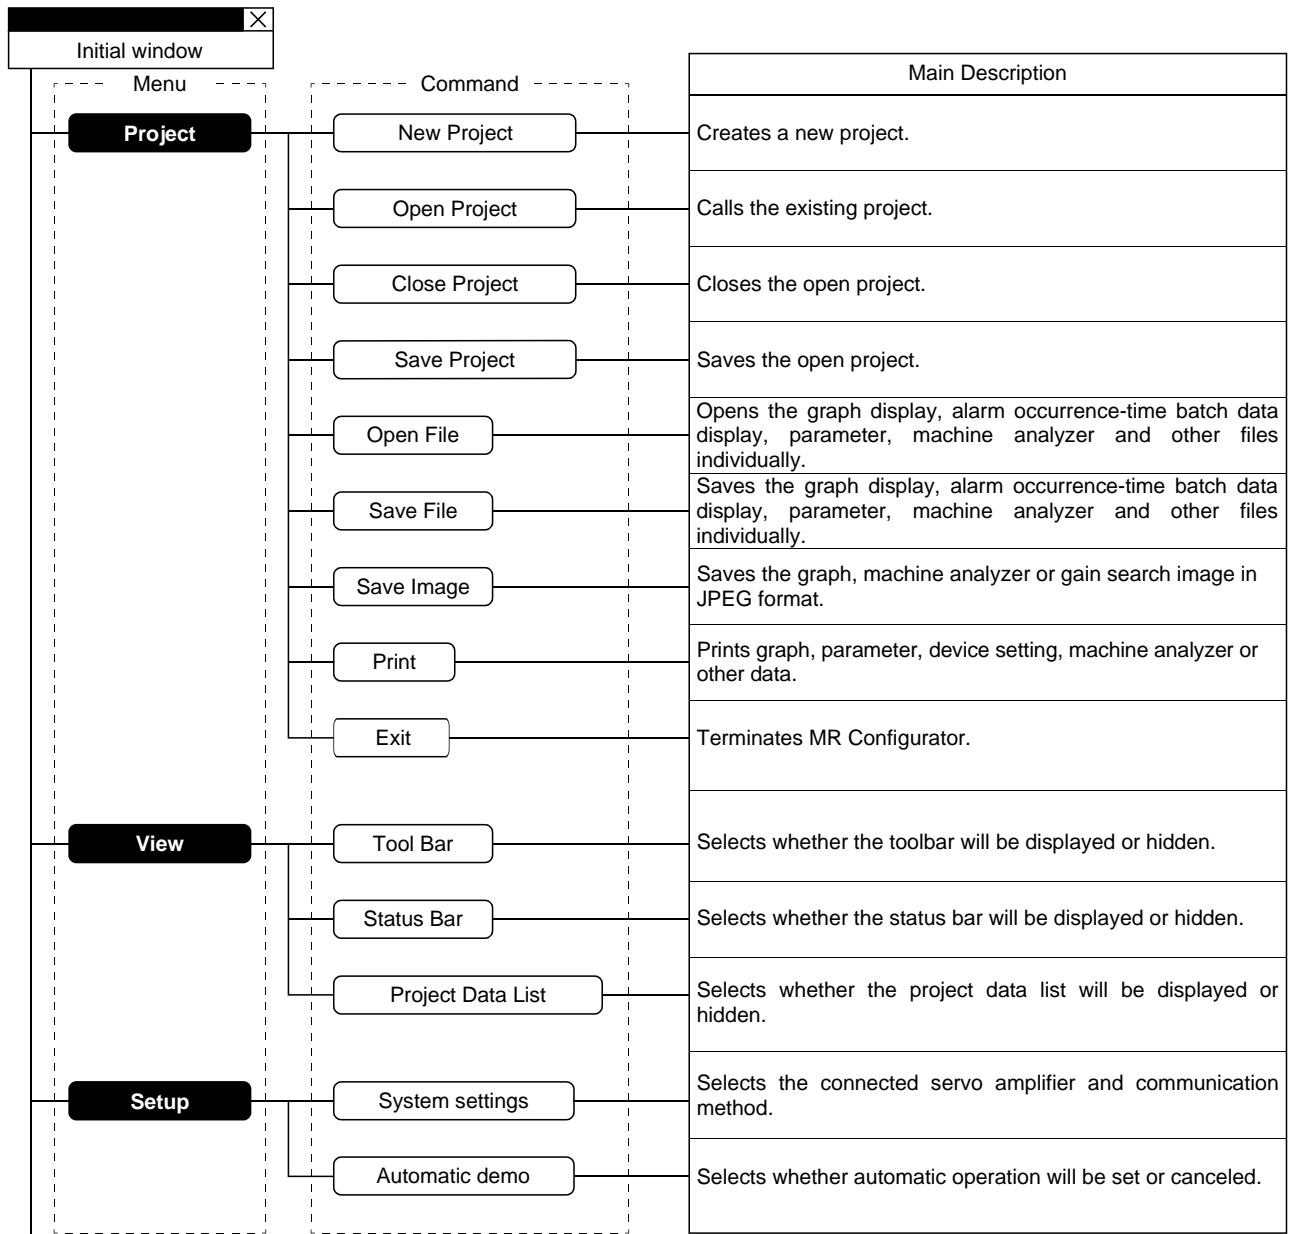 Initial window
Menu
Command
Main Description
Project
New Project
Creates a new project.
Open Project
Calls the existing project.
Close Project
Closes the open project.
Save Project
Saves the open project.
Open File
Opens the graph display, alarm occurrence-time batch data
display, parameter, machine analyzer and other files
individually.
Save File
Saves the graph display, alarm occurrence-time batch data
display, parameter, machine analyzer and other files
individually.
Save Image
Saves the graph, machine analyzer or gain search image in
JPEG format.
Print
Prints graph, parameter, device setting, machine analyzer or
other data.
Exit
Terminates MR Configurator.
View
Tool Bar
Selects whether the toolbar will be displayed or hidden.
Status Bar
Selects whether the status bar will be displayed or hidden.
Project Data List
Selects whether the project data list will be displayed or
hidden.
Setup
System settings
Selects the connected servo amplifier and communication
method.
Automatic demo
Selects whether automatic operation will be set or canceled.